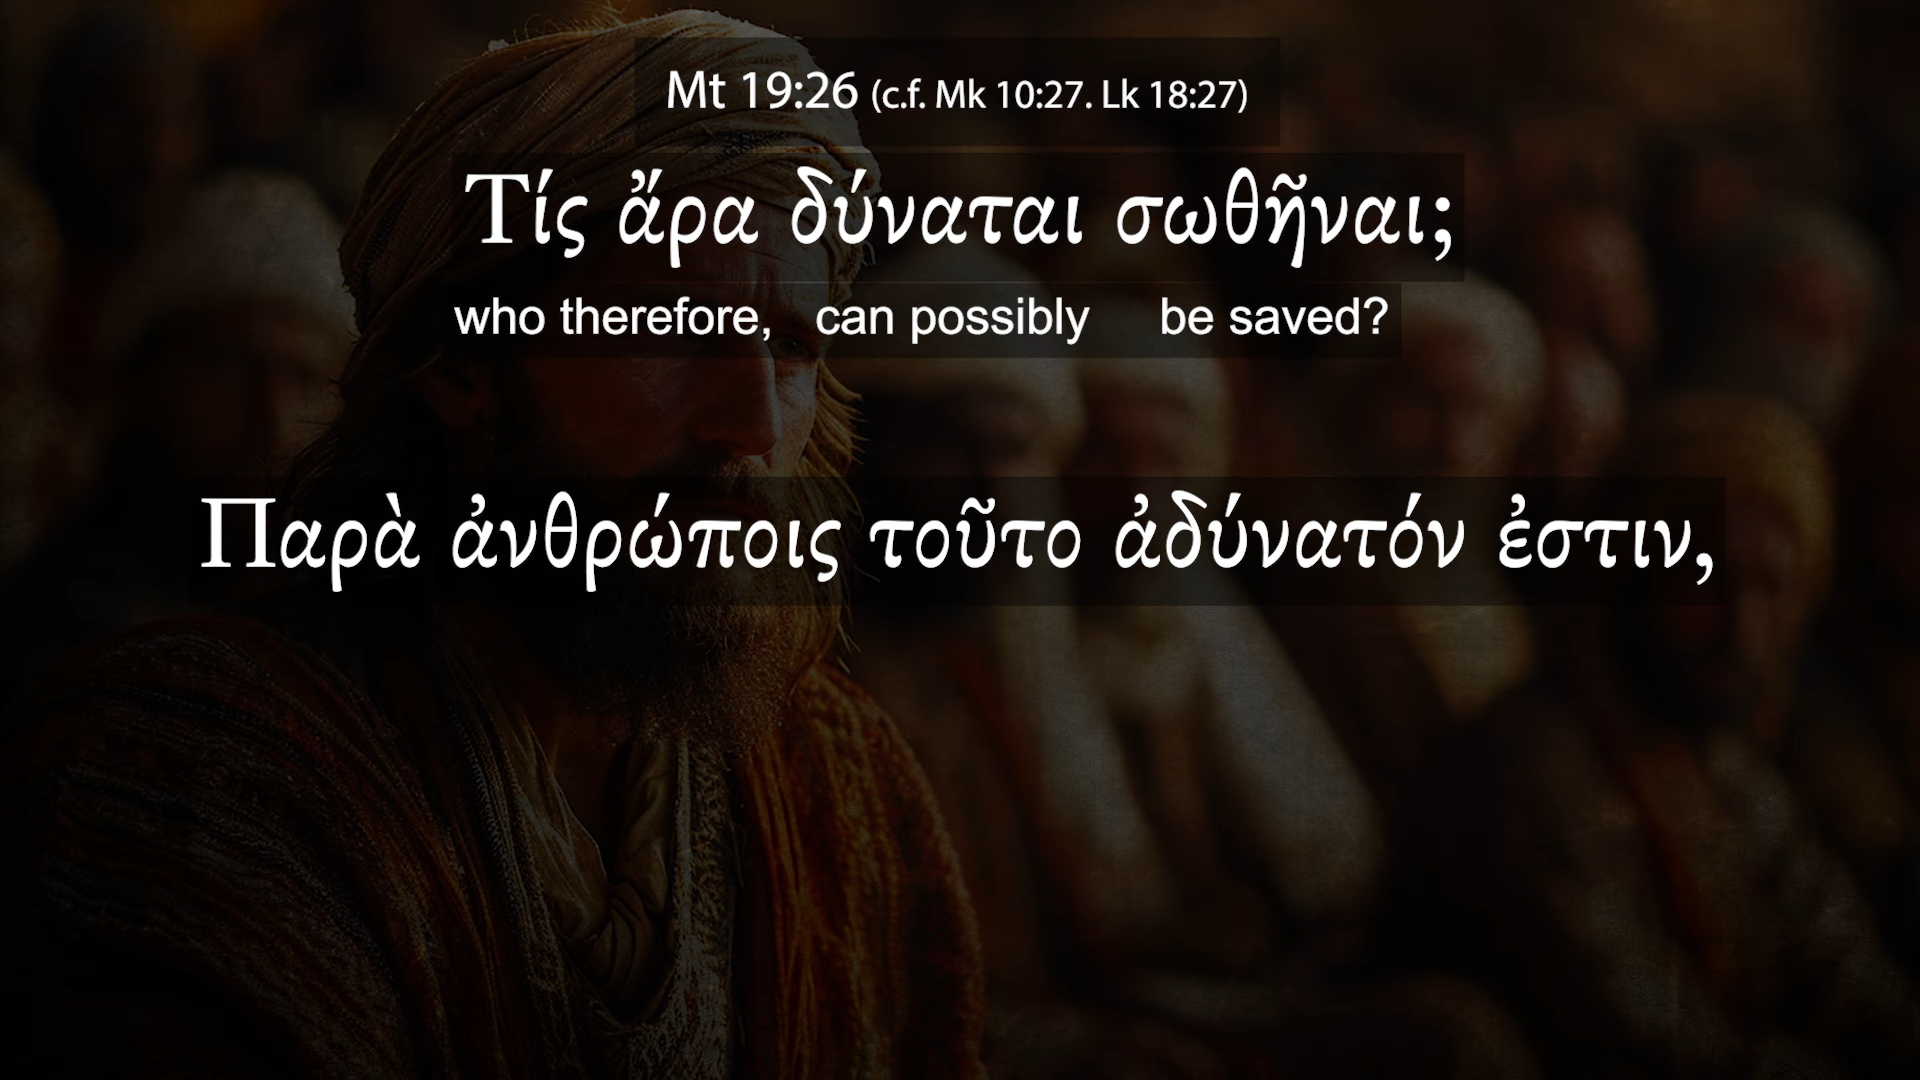 Mt 19:26 (c.f. Mk 10:27. Lk 18:27)
Τίς ἄρα δύναται σωθῆναι;
who therefore, can possibly be saved?
Παρὰ ἀνθρώποις τοῦτο ἀδύνατόν ἐστιν,